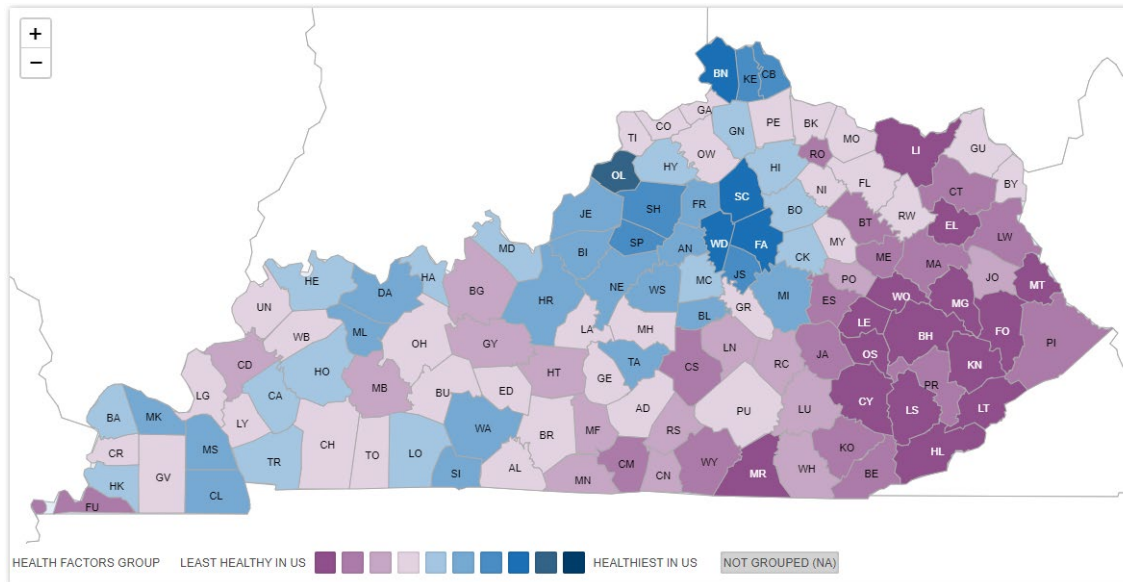 +
−
BN
KE
CB
GA
CO
TI
OW
GN
PE
BK
MO
RO
LI
GU
OL
HY
HI
FL
CT
BY
SC
NI
RW
JE
SH
FR
BO
BT
EL
LW
MD
BI
SP
AN
WD
FA
MY
ME
MA
JO
MT
HE
HA
DA
BG
HR
NE
WS
MC
JS
CK
PO
WO
MG
UN
ML
GR
MI
ES
LE
FO
WB
OH
GY
LA
MH
BL
LN
RC
JA
OS
BH
PI
CD
HO
MB
HT
GE
TA
CS
KN
LG
CA
BU
ED
PR
BA
MK
LY
AD
PU
LU
CY
LS
LT
CR
MS
CH
TO
LO
WA
BR
MF
RS
KO
HL
HK
GV
CL
TR
SI
AL
MN
CM
CN
WY
MR
WH
BE
FU
HEALTH FACTORS GROUP LEAST HEALTHY IN US HEALTHIEST IN US NOT GROUPED (NA)